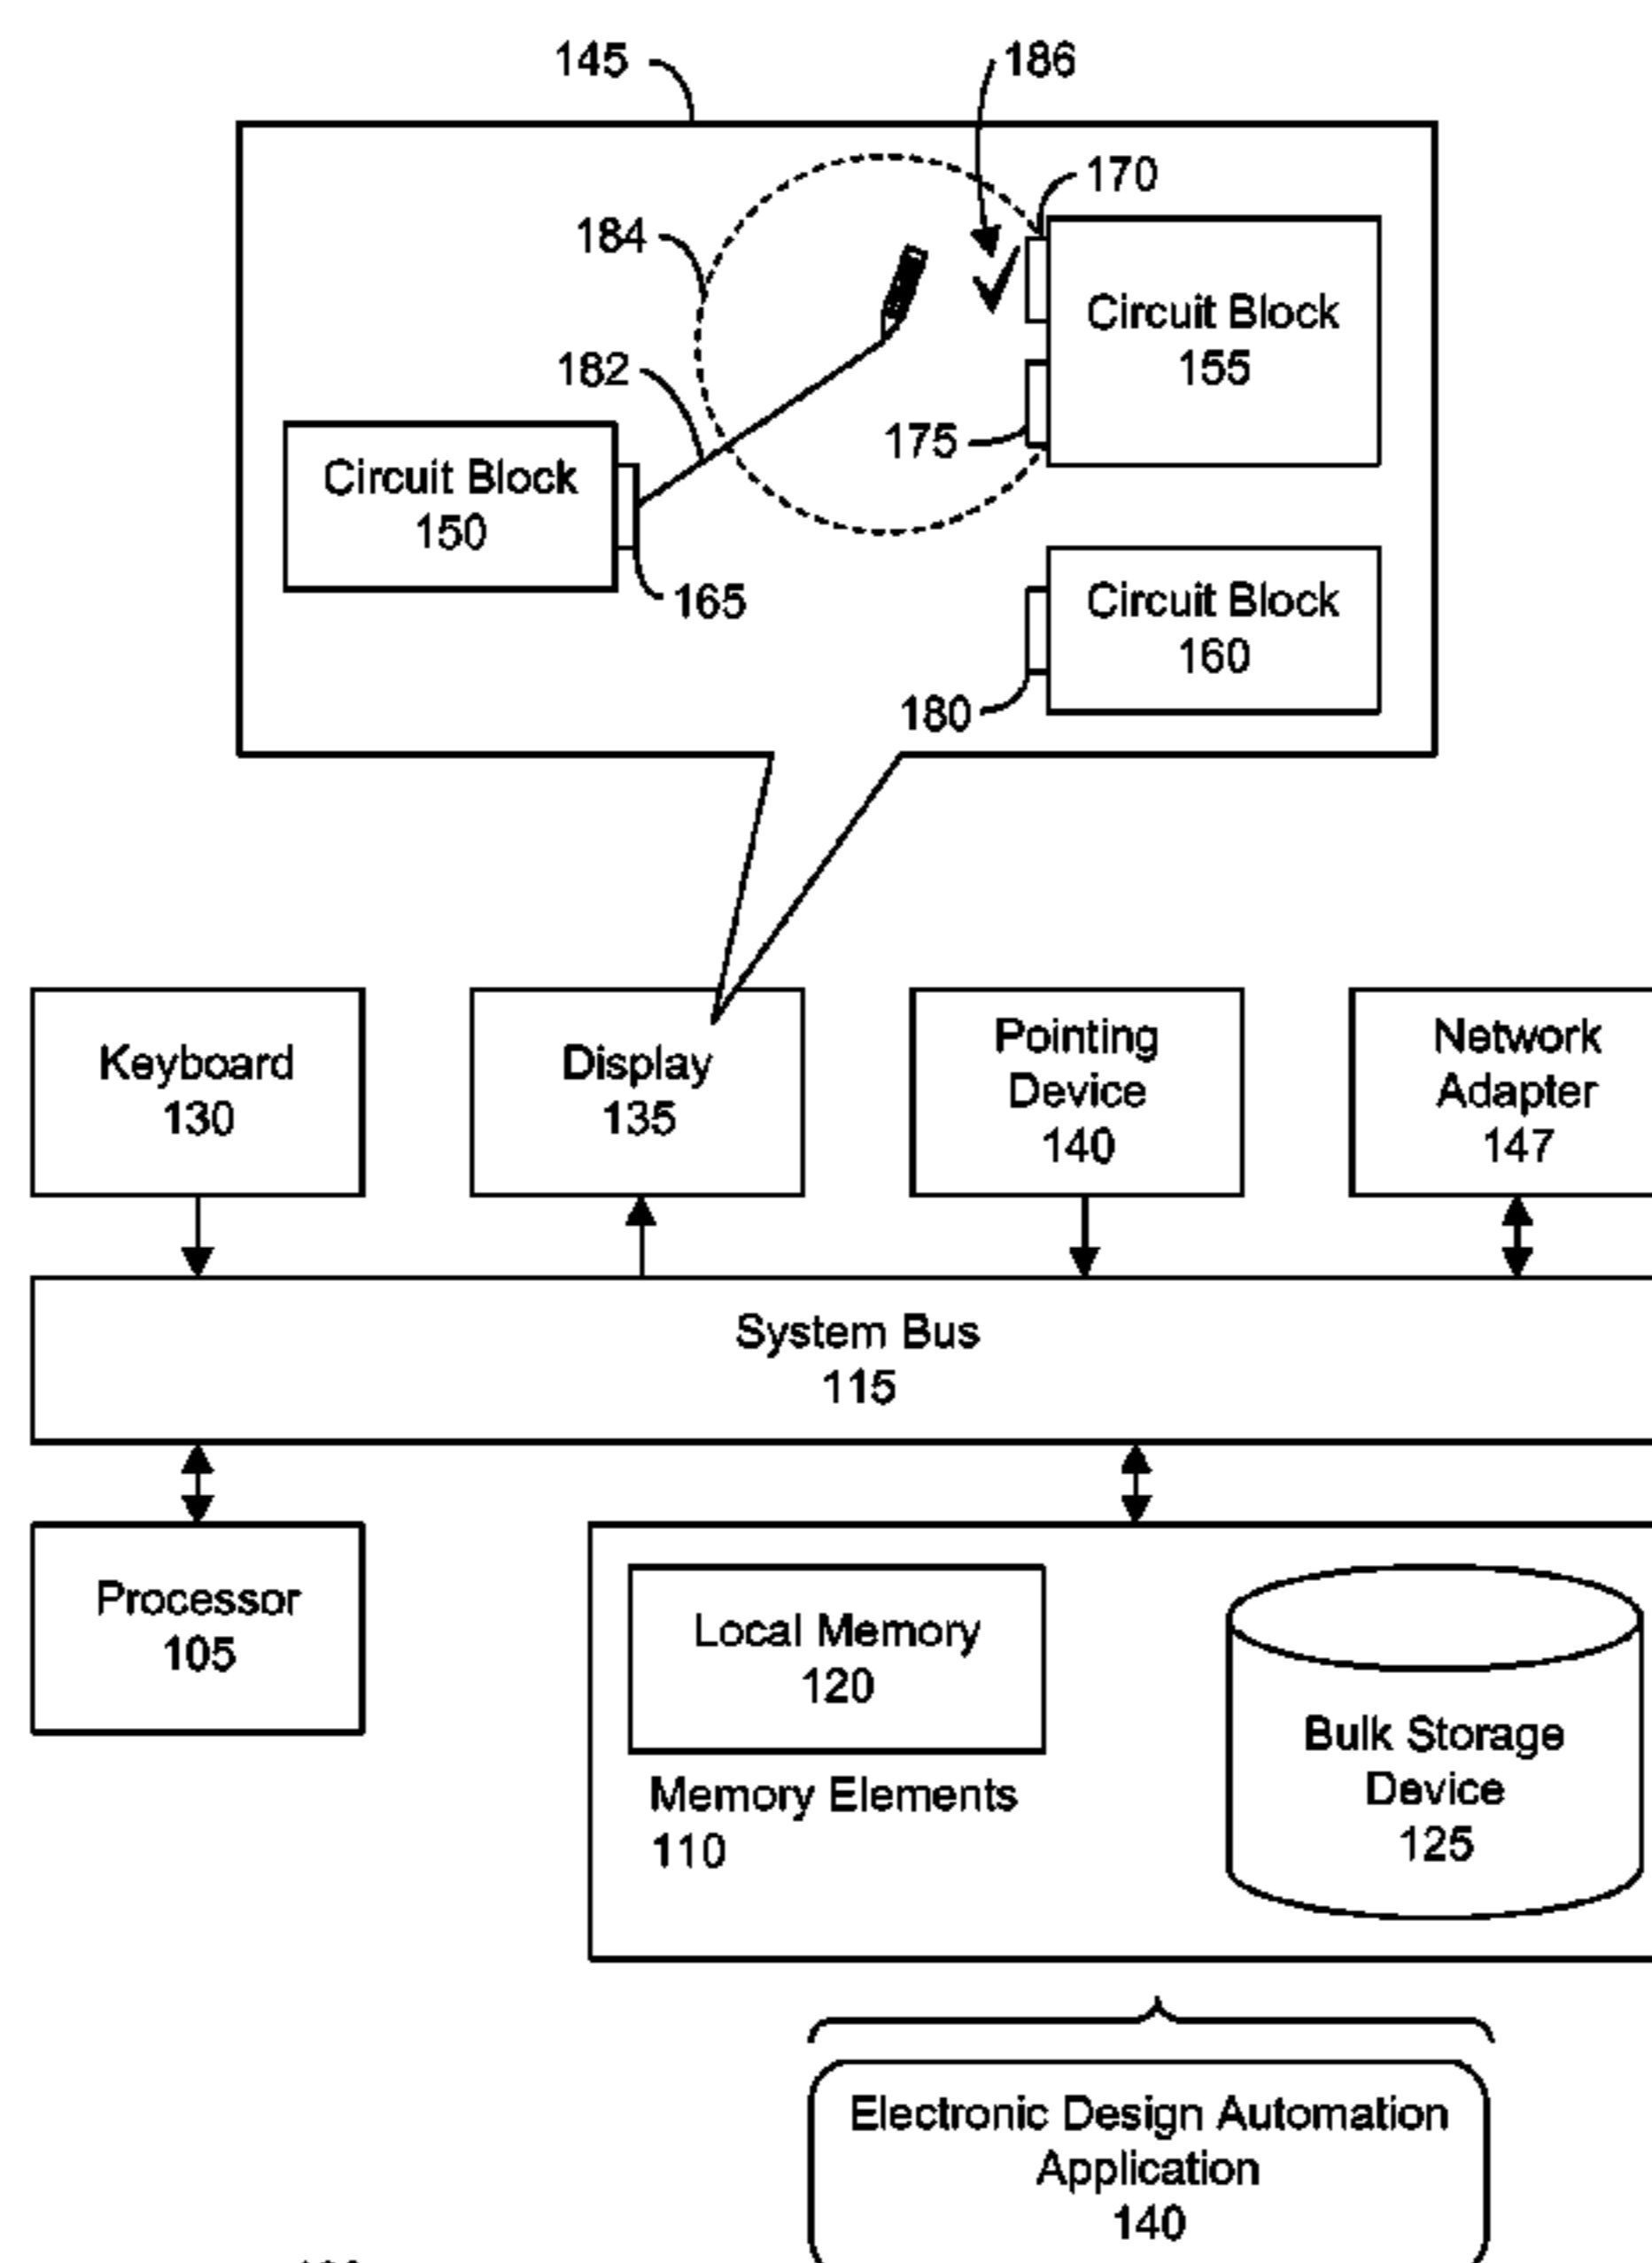 145
186
170
184
Circuit Block
155
182
175
Circuit Block
150
165
Circuit Block
160
180
Keyboard
130
Display
135
Pointing
Device
140
Network
Adapter
147
System Bus
115
Processor
105
Local Memory
120
Memory Elements
110
Bulk Storage
Device
125
Electronic Design Automation
Application
140